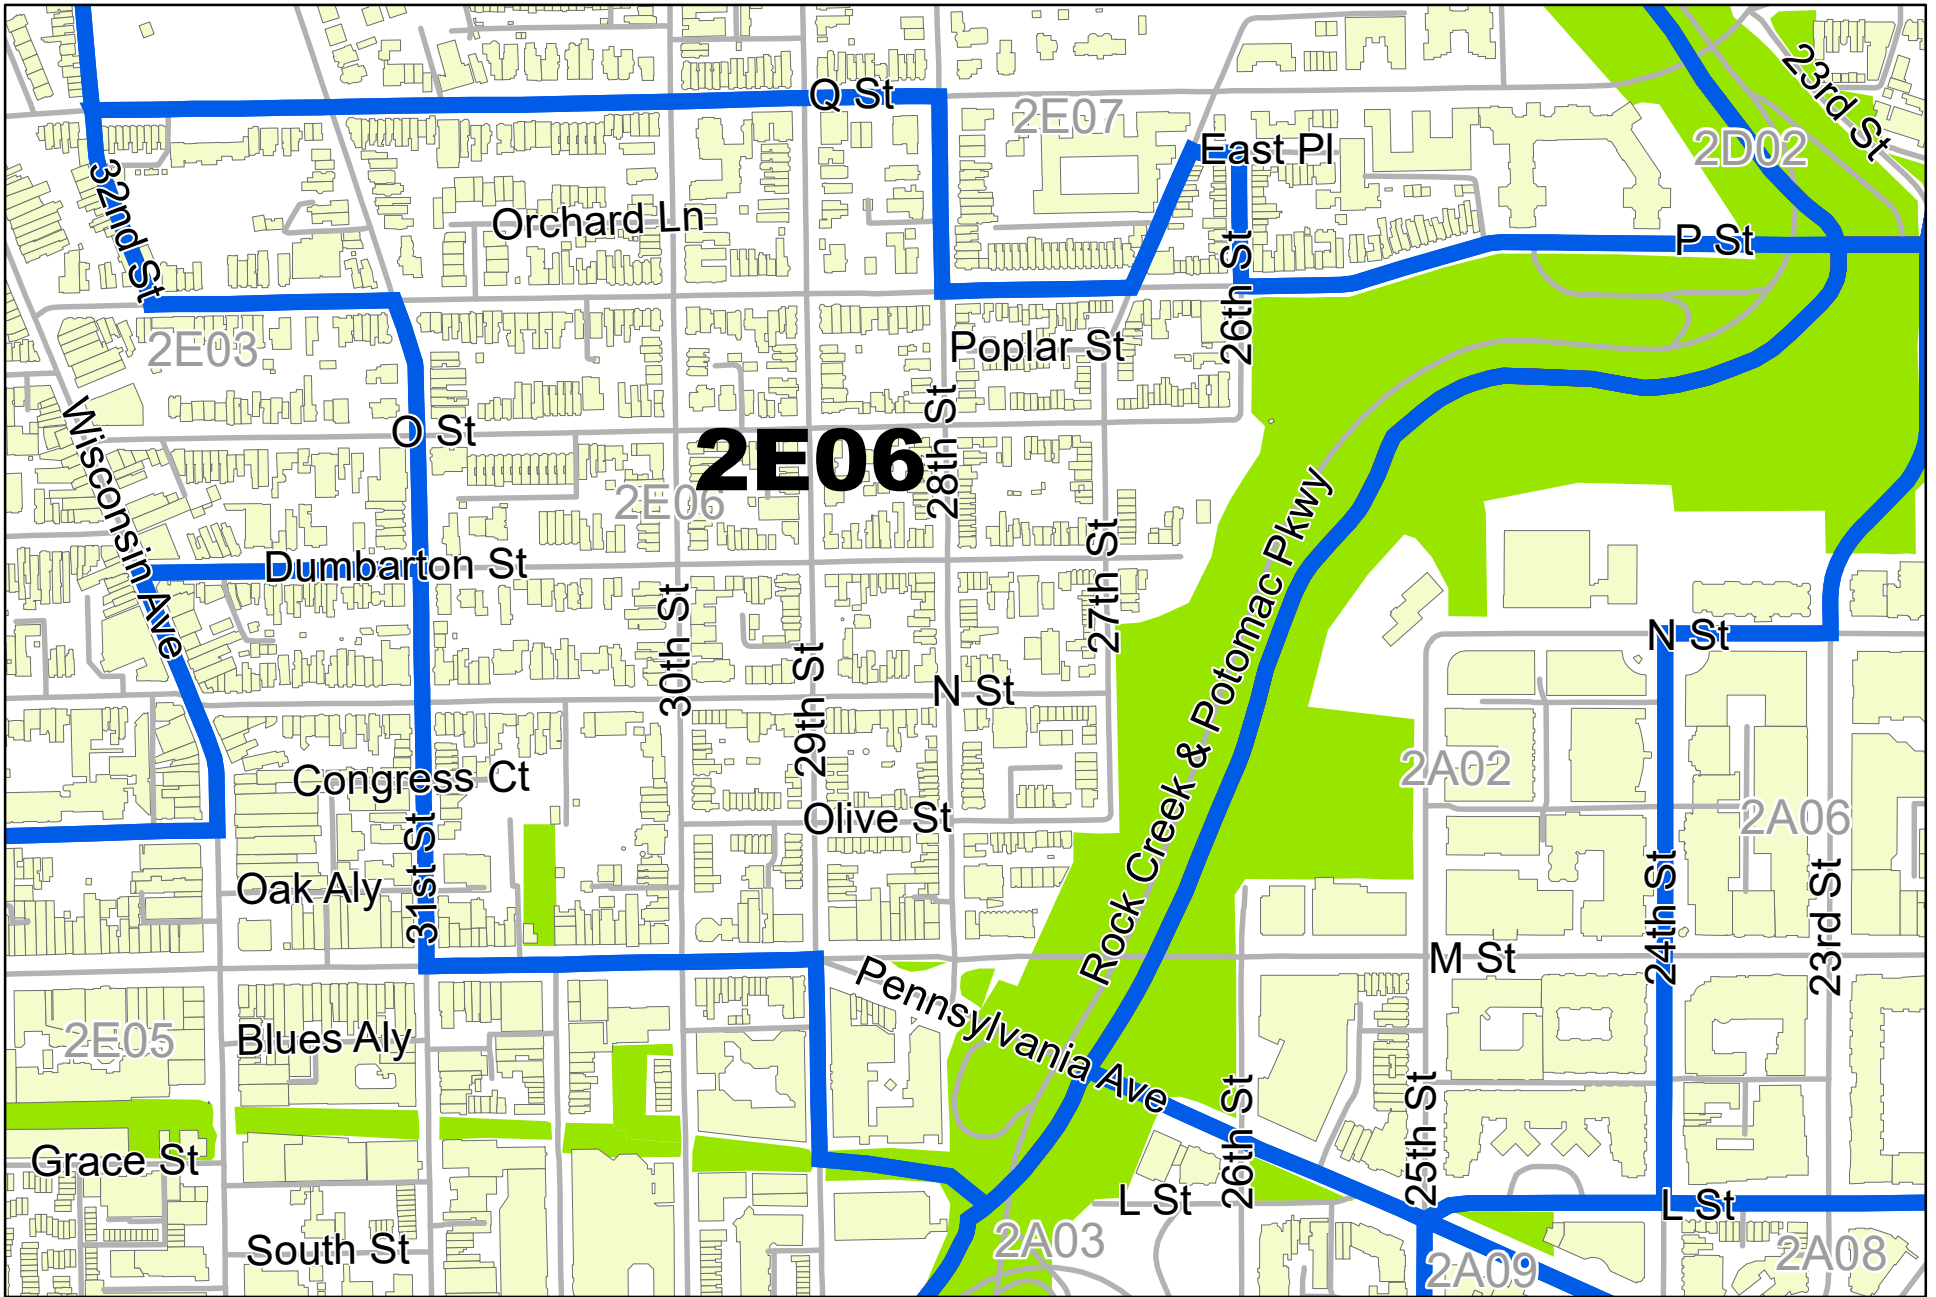 23rd St
Q St
2E07
East Pl
2D02
32nd St
Orchard Ln
26th St
P St
2E03
Poplar St
26th St
Wisconsin Ave
O St
28th St
2E06
2E06
Rock Creek & Potomac Pkwy
Dumbarton St
27th St
30th St
N St
29th St
N St
Congress Ct
2A02
Olive St
2A06
31st St
Oak Aly
24th St
23rd St
M St
Pennsylvania Ave
2E05
Blues Aly
26th St
25th St
Grace St
L St
L St
South St
2A03
2A09
2A08